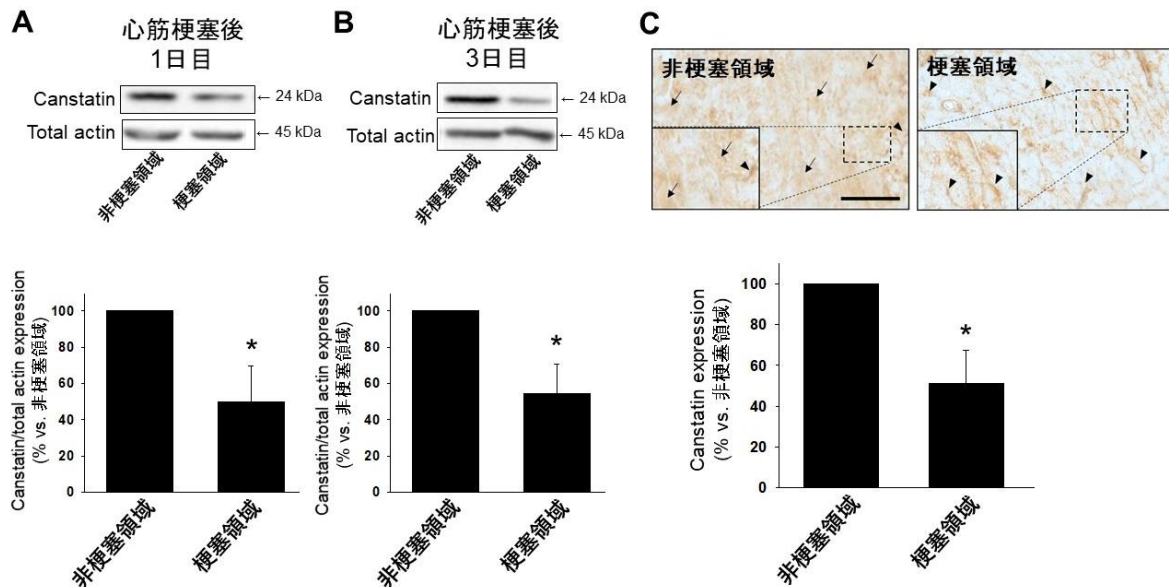 A
心筋梗塞後
1日目
Canstatin
← 24 kDa
Total actin
← 45 kDa
非梗塞領域
梗塞領域
Canstatin/total actin expression
(% vs. 非梗塞領域)
100
80
60
40
20
0
*
非梗塞領域
梗塞領域
B
心筋梗塞後
3日目
Canstatin
← 24 kDa
Total actin
← 45 kDa
非梗塞領域
梗塞領域
Canstatin/total actin expression
(% vs. 非梗塞領域)
100
80
60
40
20
0
*
非梗塞領域
梗塞領域
C
非梗塞領域
梗塞領域
Canstatin expression
(% vs. 非梗塞領域)
100
80
60
40
20
0
*
非梗塞領域
梗塞領域